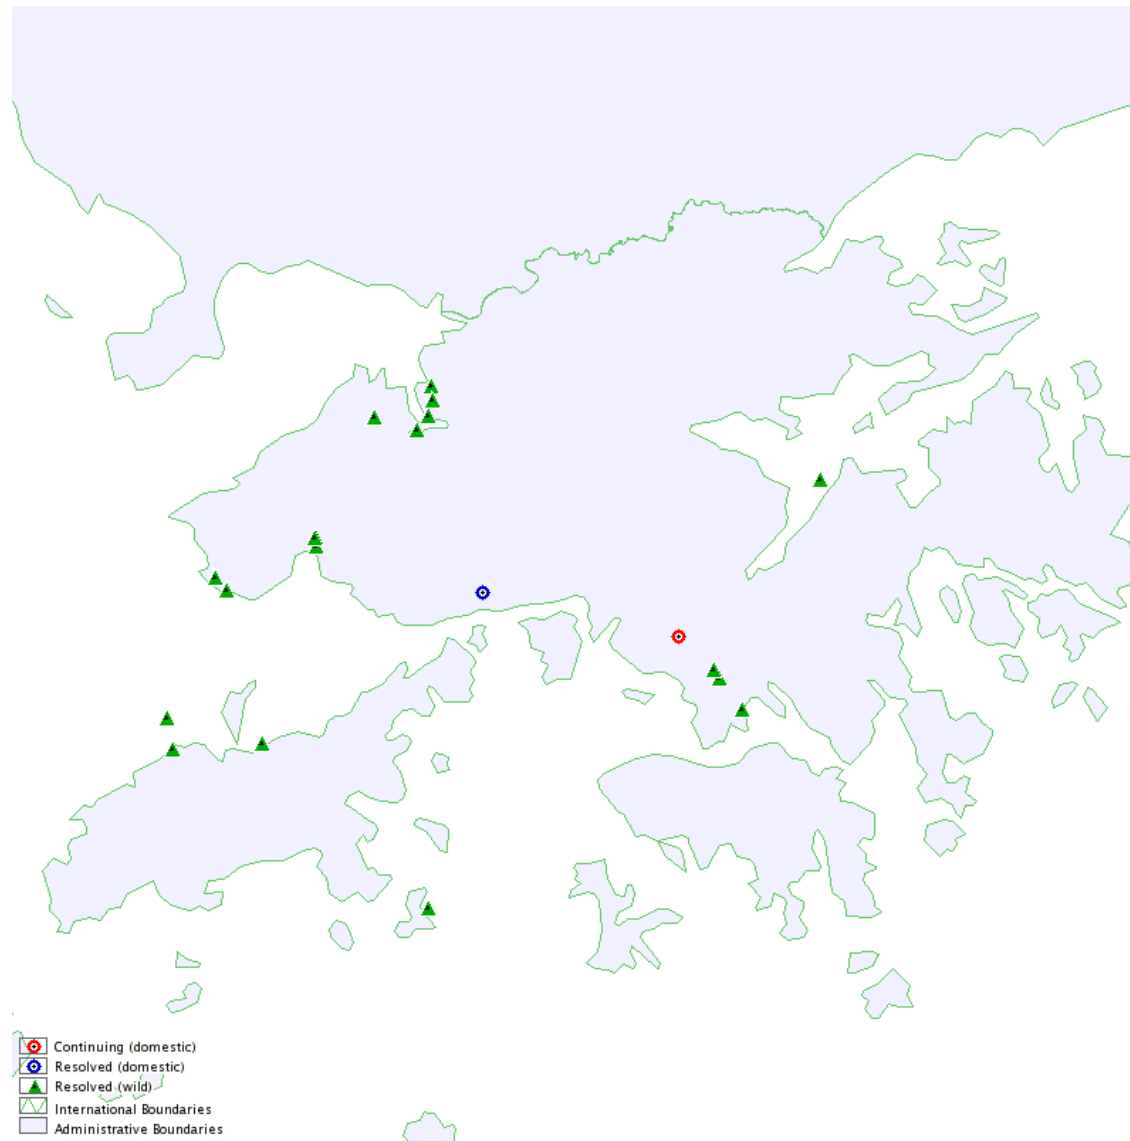 Continuing (domestic)
Resolved (domestic)
Resolved (wild)
International Boundaries
Administrative Boundaries